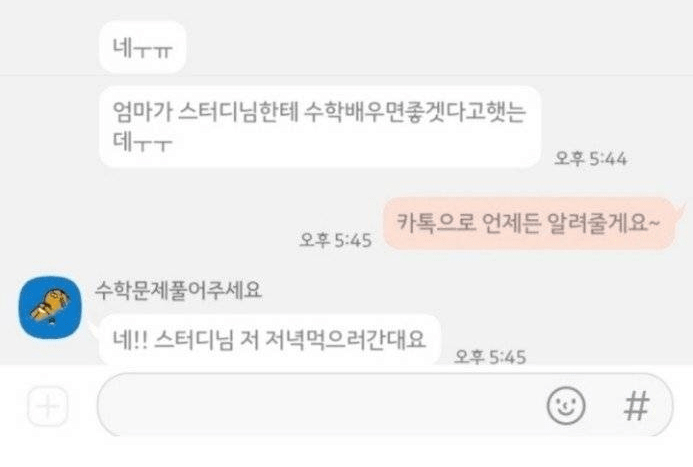 네ㅜㅠ
엄마가 스터디님한테 수학배우면좋겟다고햇는
데ㅜㅜ
오후 5:44
카톡으로 언제든 알려줄게요~
오후 5:45
수학문제풀어주세요
네!! 스터디님 저 저녁먹으러간대요
오후 5:45
#